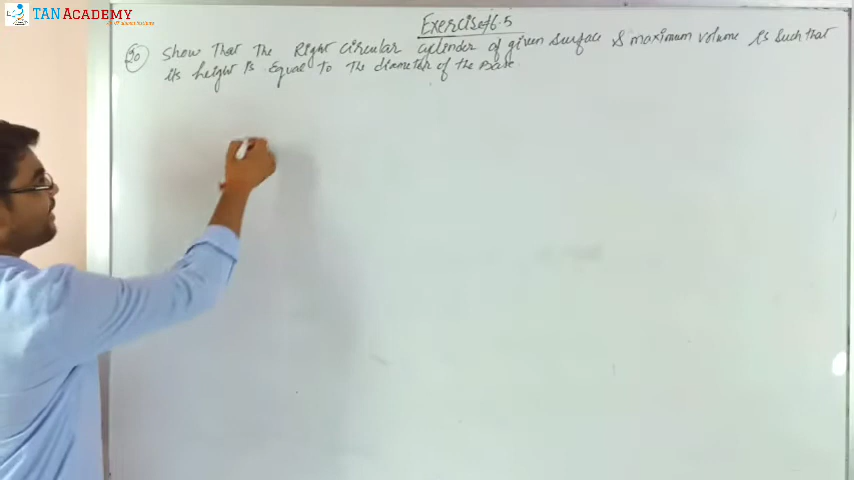 TAN ACADEMY
Exercise 6.5
20 Show That The Right circular cylender of given surface & maximum volume is such that
its height is Equal To The diameter of the Base.